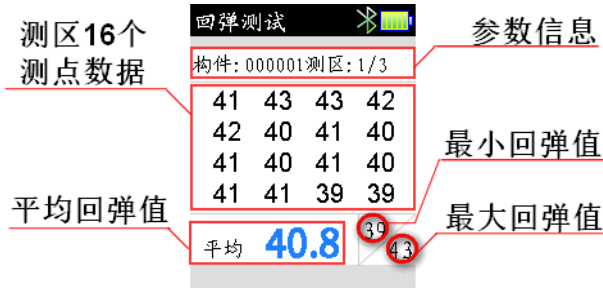 测区16个
测点数据
回弹测试
参数信息
构件:000001测区:1/3
41 43 43 42
42 40 41 40
41 40 41 40
41 41 39 39
最小回弹值
平均回弹值
平均 40.8
39
43
最大回弹值